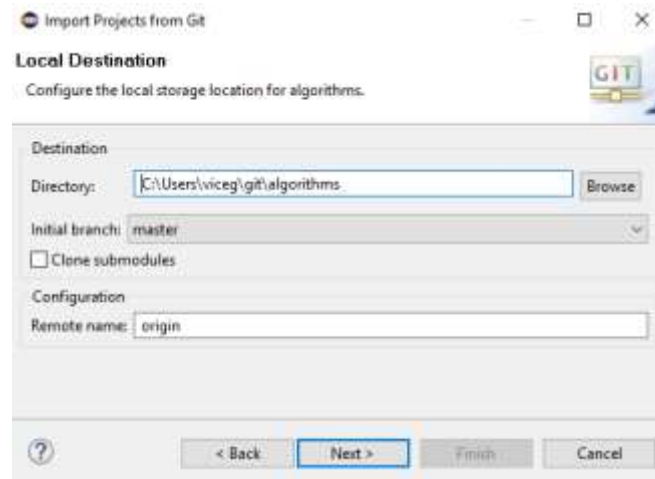 Import Projects from Git
Local Destination
Configure the local storage location for algorithms.
GIT
Destination
Directory: C:\Users\viceg\git\algorithms Browse
Initial branch: master
Clone submodules
Configuration
Remote name: origin
? < Back Next > Finish Cancel